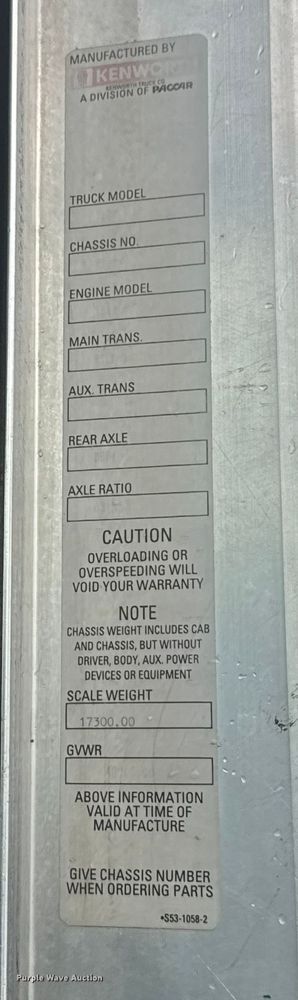 MANUFACTURED BY
KENWORTH
KENWORTH TRUCK CO
A DIVISION OF PACCAR
TRUCK MODEL
CHASSIS NO.
ENGINE MODEL
MAIN TRANS.
AUX. TRANS
REAR AXLE
AXLE RATIO
CAUTION
OVERLOADING OR
OVERSPEEDING WILL
VOID YOUR WARRANTY
NOTE
CHASSIS WEIGHT INCLUDES CAB
AND CHASSIS, BUT WITHOUT
DRIVER, BODY, AUX. POWER
DEVICES OR EQUIPMENT
SCALE WEIGHT
17300.00
GVWR
ABOVE INFORMATION
VALID AT TIME OF
MANUFACTURE
GIVE CHASSIS NUMBER
WHEN ORDERING PARTS
•S53-1058-2
Purple Wave Auction